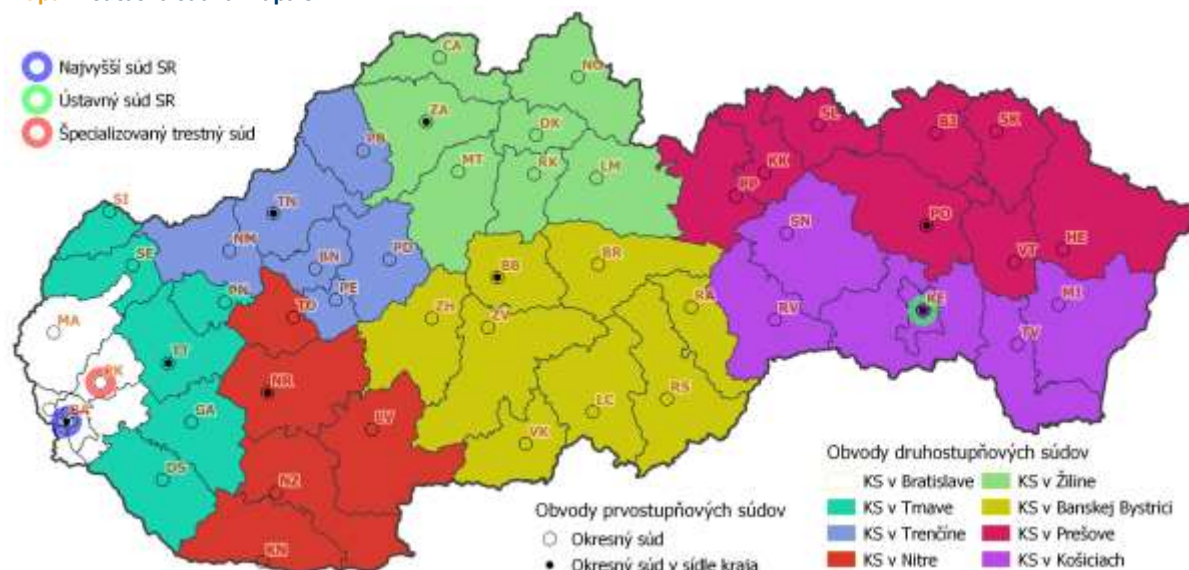 Najvyšší súd SR
Ústavný súd SR
Špecializovaný trestný súd
CA
NO
ZA
DK
PB
MT
RK
LM
SL
BJ
SK
KK
PP
SI
TN
NM
BN
PD
SE
PE
PN
TO
BB
BR
ZH
ZV
RA
SN
PO
VT
HE
MI
KE
RV
TV
MA
PK
TT
NR
GA
LV
LC
RS
VK
DS
NZ
KN
Obvody prvostupňových súdov
Okresný súd
Okresný súd v sídle kraja
Obvody druhostupňových súdov
KS v Bratislave
KS v Trnave
KS v Trenčíne
KS v Nitre
KS v Žiline
KS v Banskej Bystrici
KS v Prešove
KS v Košiciach